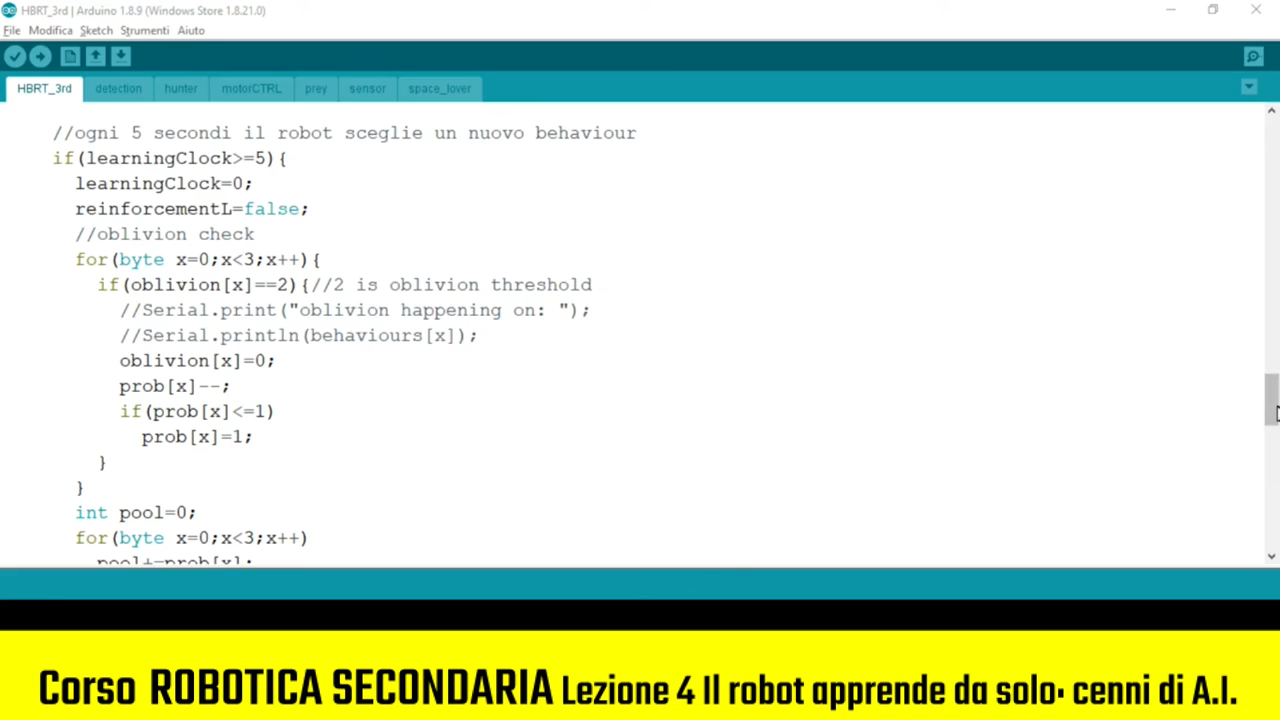 HBRT_3rd | Arduino 1.8.9 (Windows Store 1.8.21.0)
File Modifica Sketch Strumenti Aiuto
HBRT_3rd detection hunter motorCTRL prey sensor space_lover
//ogni 5 secondi il robot sceglie un nuovo behaviour
if(learningClock>=5){
learningClock=0;
reinforcementL=false;
//oblivion check
for(byte x=0;x<3;x++){
if(oblivion[x]==2){//2 is oblivion threshold
//Serial.print("oblivion happening on: ");
//Serial.println(behaviours[x]);
oblivion[x]=0;
prob[x]--;
if(prob[x]<=1)
prob[x]=1;
}
}
int pool=0;
for(byte x=0;x<3;x++)
pool+=prob[x];
Corso ROBOTICA SECONDARIA Lezione 4 Il robot apprende da solo: cenni di A.I.